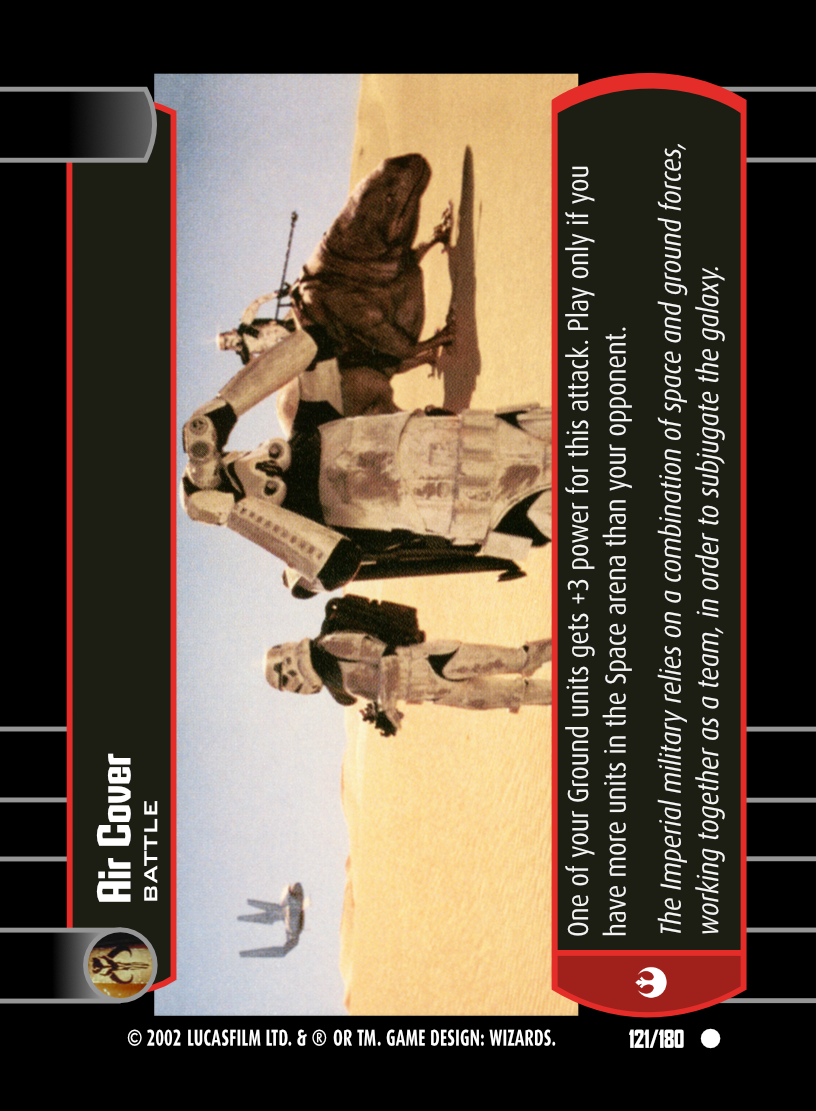 Air Cover
BATTLE
One of your Ground units gets +3 power for this attack. Play only if you
have more units in the Space arena than your opponent.
The Imperial military relies on a combination of space and ground forces,
working together as a team, in order to subjugate the galaxy.
© 2002 LUCASFILM LTD. & ® OR TM. GAME DESIGN: WIZARDS.
121/180